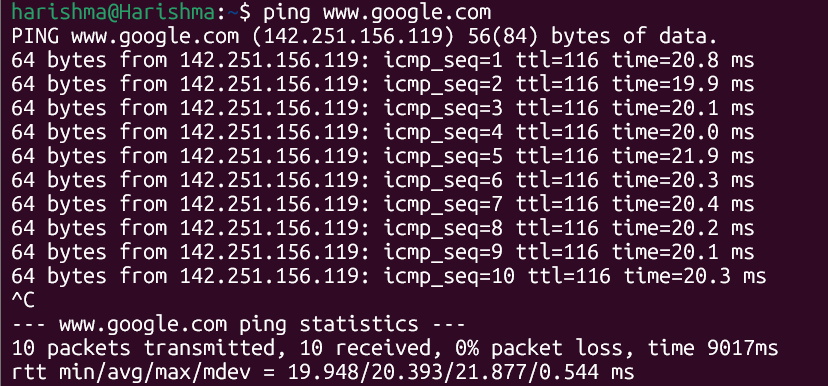 harishma@Harishma:~$ ping www.google.com
PING www.google.com (142.251.156.119) 56(84) bytes of data.
64 bytes from 142.251.156.119: icmp_seq=1 ttl=116 time=20.8 ms
64 bytes from 142.251.156.119: icmp_seq=2 ttl=116 time=19.9 ms
64 bytes from 142.251.156.119: icmp_seq=3 ttl=116 time=20.1 ms
64 bytes from 142.251.156.119: icmp_seq=4 ttl=116 time=20.0 ms
64 bytes from 142.251.156.119: icmp_seq=5 ttl=116 time=21.9 ms
64 bytes from 142.251.156.119: icmp_seq=6 ttl=116 time=20.3 ms
64 bytes from 142.251.156.119: icmp_seq=7 ttl=116 time=20.4 ms
64 bytes from 142.251.156.119: icmp_seq=8 ttl=116 time=20.2 ms
64 bytes from 142.251.156.119: icmp_seq=9 ttl=116 time=20.1 ms
64 bytes from 142.251.156.119: icmp_seq=10 ttl=116 time=20.3 ms
^C
--- www.google.com ping statistics ---
10 packets transmitted, 10 received, 0% packet loss, time 9017ms
rtt min/avg/max/mdev = 19.948/20.393/21.877/0.544 ms